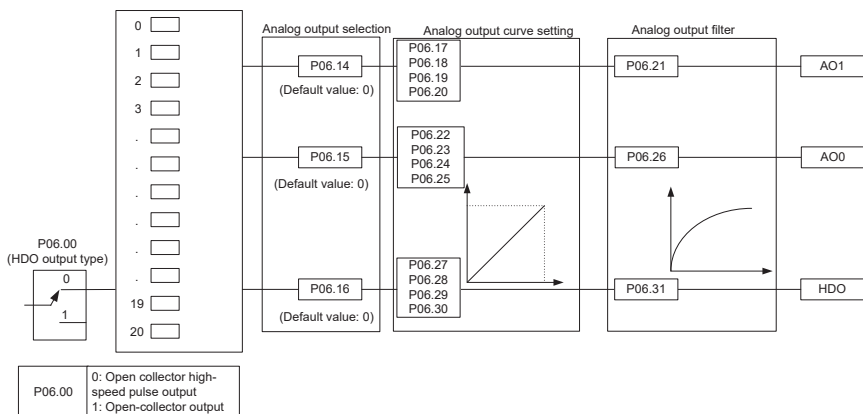 0
1
2
3
.
.
.
.
.
.
19
20
P06.00
(HDO output type)
0
1
Analog output selection
P06.14
(Default value: 0)
P06.15
(Default value: 0)
P06.16
(Default value: 0)
Analog output curve setting
P06.17
P06.18
P06.19
P06.20
P06.22
P06.23
P06.24
P06.25
P06.27
P06.28
P06.29
P06.30
Analog output filter
P06.21
P06.26
P06.31
AO1
AO0
HDO
P06.00
0: Open collector high-
speed pulse output
1: Open-collector output